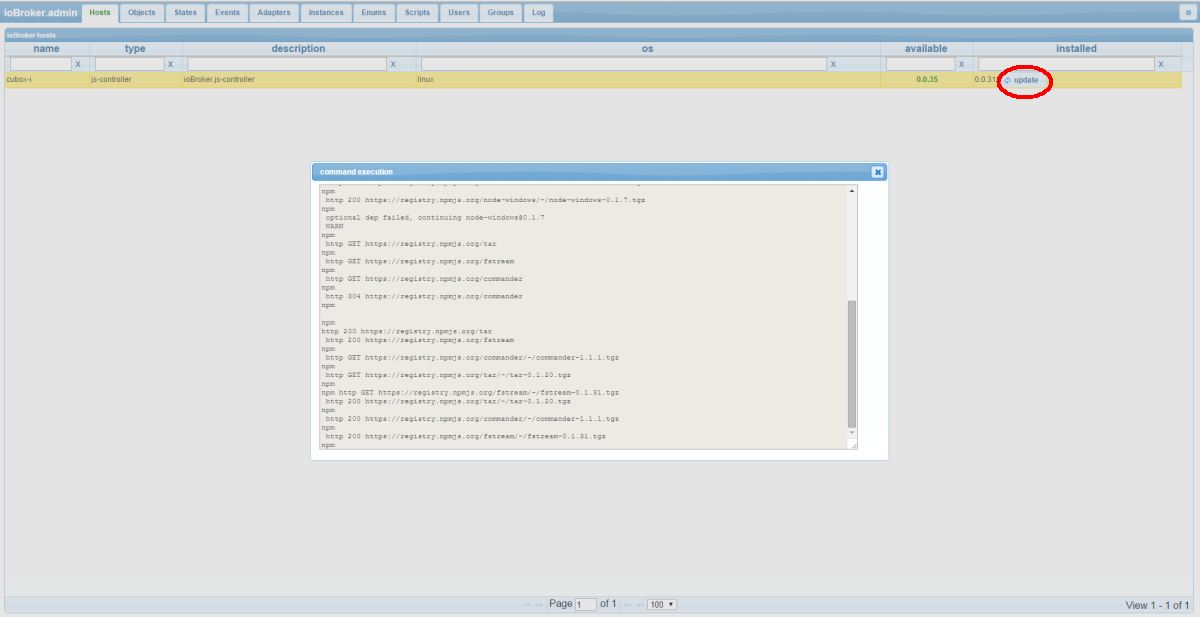 ioBroker.admin Hosts Objects States Events Adapters Instances Enums Scripts Users Groups Log
ioBroker hosts
name type description os available installed
X X X X X X
cubox-i js-controller ioBroker.js-controller linux 0.0.35 0.0.31 update
command execution
npm
http 200 https://registry.npmjs.org/node-windows/-/node-windows-0.1.7.tgz
npm
optional dep failed, continuing node-windows@0.1.7
WARN
npm
http GET https://registry.npmjs.org/tar
npm
http GET https://registry.npmjs.org/fstream
npm
http GET https://registry.npmjs.org/commander
npm
http 304 https://registry.npmjs.org/commander
npm
npm
http 200 https://registry.npmjs.org/tar
http 200 https://registry.npmjs.org/fstream
npm
http GET https://registry.npmjs.org/commander/-/commander-1.1.1.tgz
npm
http GET https://registry.npmjs.org/tar/-/tar-0.1.20.tgz
npm
npm http GET https://registry.npmjs.org/fstream/-/fstream-0.1.31.tgz
http 200 https://registry.npmjs.org/tar/-/tar-0.1.20.tgz
npm
http 200 https://registry.npmjs.org/commander/-/commander-1.1.1.tgz
npm
http 200 https://registry.npmjs.org/fstream/-/fstream-0.1.31.tgz
npm
Page 1 of 1 100 View 1 - 1 of 1